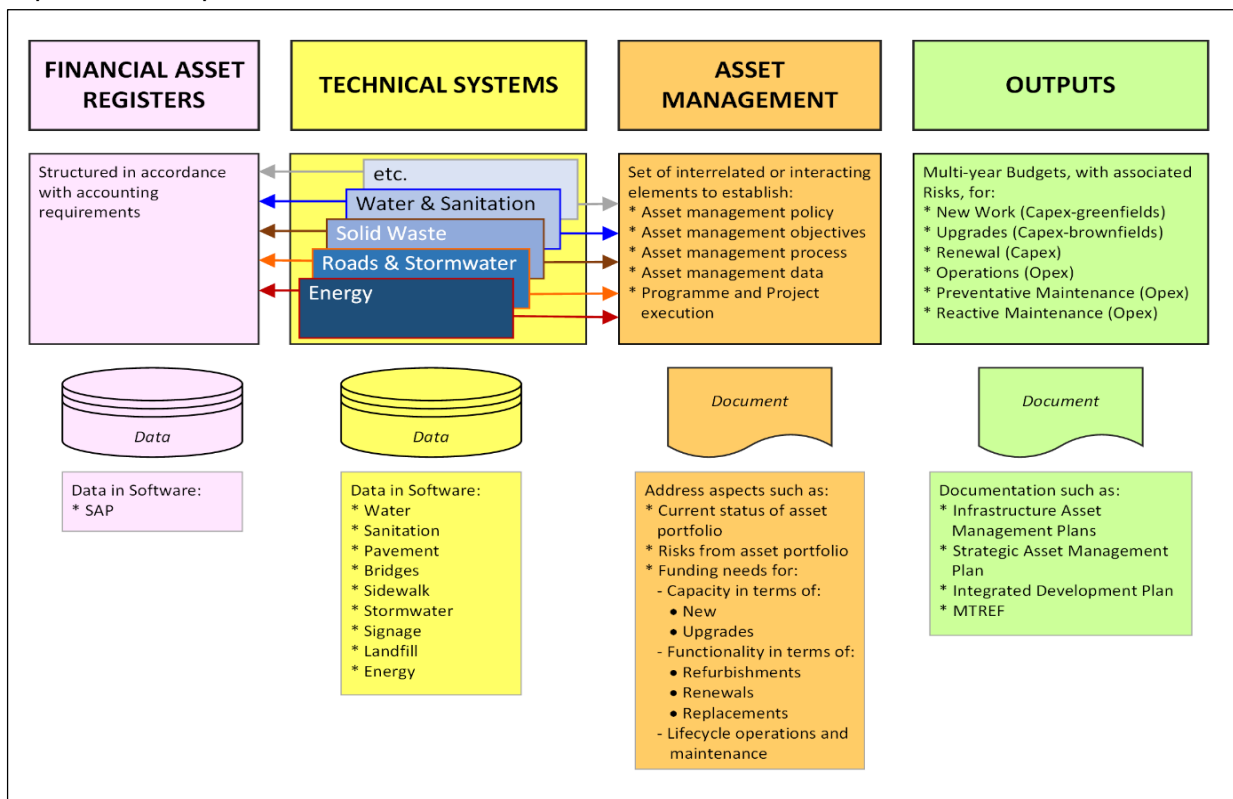 FINANCIAL ASSET
REGISTERS
TECHNICAL SYSTEMS
ASSET
MANAGEMENT
OUTPUTS
Structured in accordance
with accounting
requirements
etc.
Water & Sanitation
Solid Waste
Roads & Stormwater
Energy
Set of interrelated or interacting
elements to establish:
* Asset management policy
* Asset management objectives
* Asset management process
* Asset management data
* Programme and Project
execution
Multi-year Budgets, with associated
Risks, for:
* New Work (Capex-greenfields)
* Upgrades (Capex-brownfields)
* Renewal (Capex)
* Operations (Opex)
* Preventative Maintenance (Opex)
* Reactive Maintenance (Opex)
Data
Data
Document
Document
Data in Software:
* SAP
Data in Software:
* Water
* Sanitation
* Pavement
* Bridges
* Sidewalk
* Stormwater
* Signage
* Landfill
* Energy
Address aspects such as:
* Current status of asset
portfolio
* Risks from asset portfolio
* Funding needs for:
- Capacity in terms of:
● New
● Upgrades
- Functionality in terms of:
● Refurbishments
● Renewals
● Replacements
- Lifecycle operations and
maintenance
Documentation such as:
* Infrastructure Asset
Management Plans
* Strategic Asset Management
Plan
* Integrated Development Plan
* MTREF